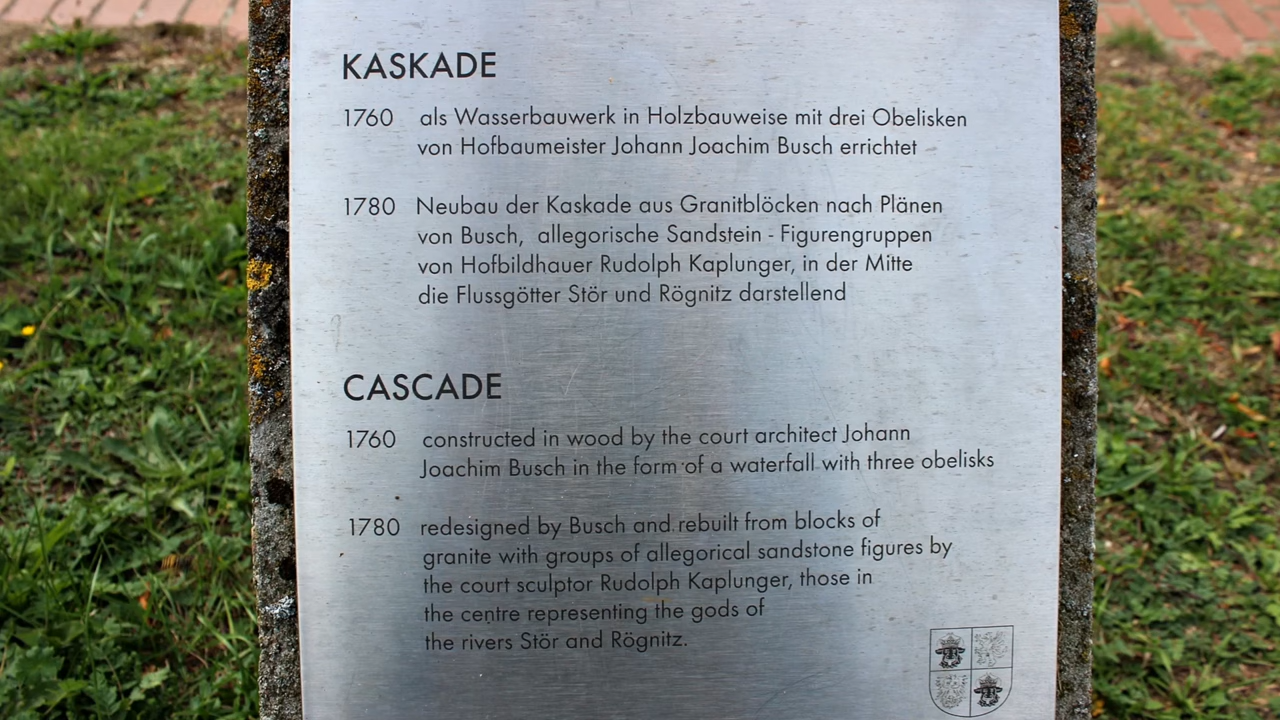 KASKADE
1760 als Wasserbauwerk in Holzbauweise mit drei Obelisken
von Hofbaumeister Johann Joachim Busch errichtet
1780 Neubau der Kaskade aus Granitblöcken nach Plänen
von Busch, allegorische Sandstein - Figurengruppen
von Hofbildhauer Rudolph Kaplunger, in der Mitte
die Flussgötter Stör und Rögnitz darstellend
CASCADE
1760 constructed in wood by the court architect Johann
Joachim Busch in the form of a waterfall with three obelisks
1780 redesigned by Busch and rebuilt from blocks of
granite with groups of allegorical sandstone figures by
the court sculptor Rudolph Kaplunger, those in
the centre representing the gods of
the rivers Stör and Rögnitz.